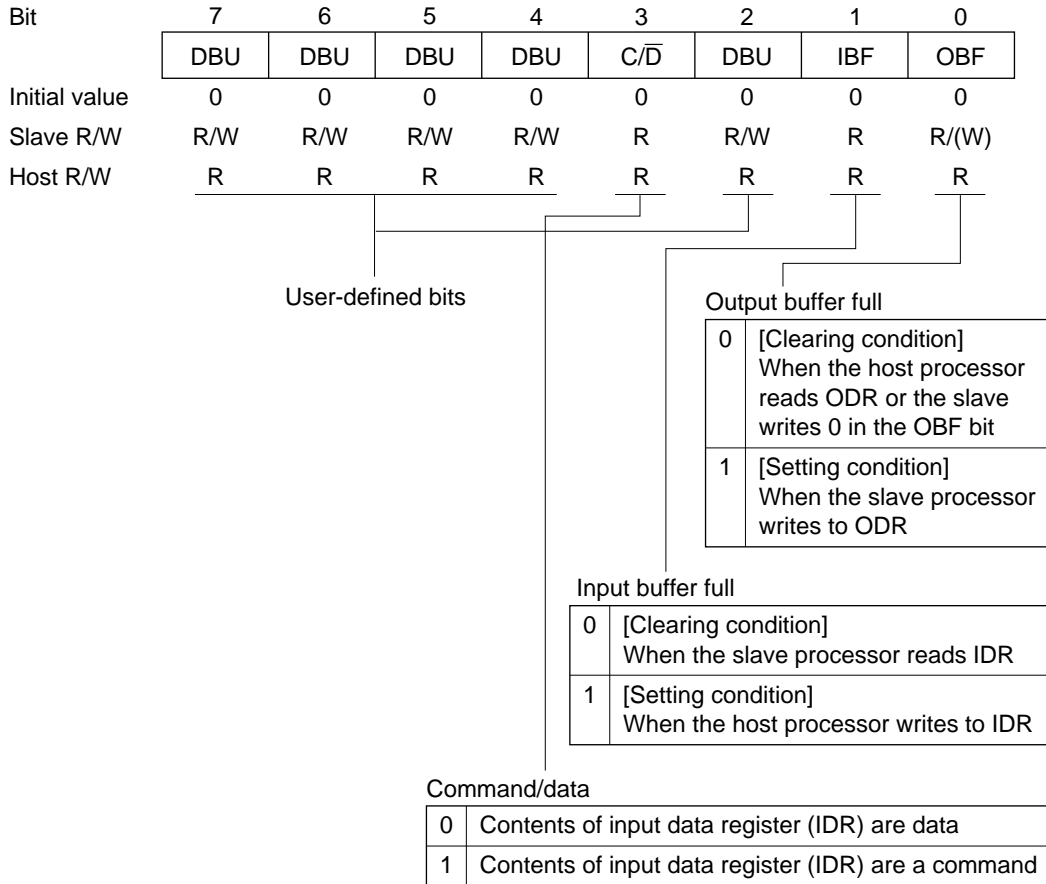 Bit 7 6 5 4 3 2 1 0
DBU DBU DBU DBU C/D̅ DBU IBF OBF
Initial value 0 0 0 0 0 0 0 0
Slave R/W R/W R/W R/W R/W R R/W R R/(W)
Host R/W R R R R R R R R
User-defined bits
Output buffer full
0 [Clearing condition]
When the host processor
reads ODR or the slave
writes 0 in the OBF bit
1 [Setting condition]
When the slave processor
writes to ODR
Input buffer full
0 [Clearing condition]
When the slave processor reads IDR
1 [Setting condition]
When the host processor writes to IDR
Command/data
0 Contents of input data register (IDR) are data
1 Contents of input data register (IDR) are a command